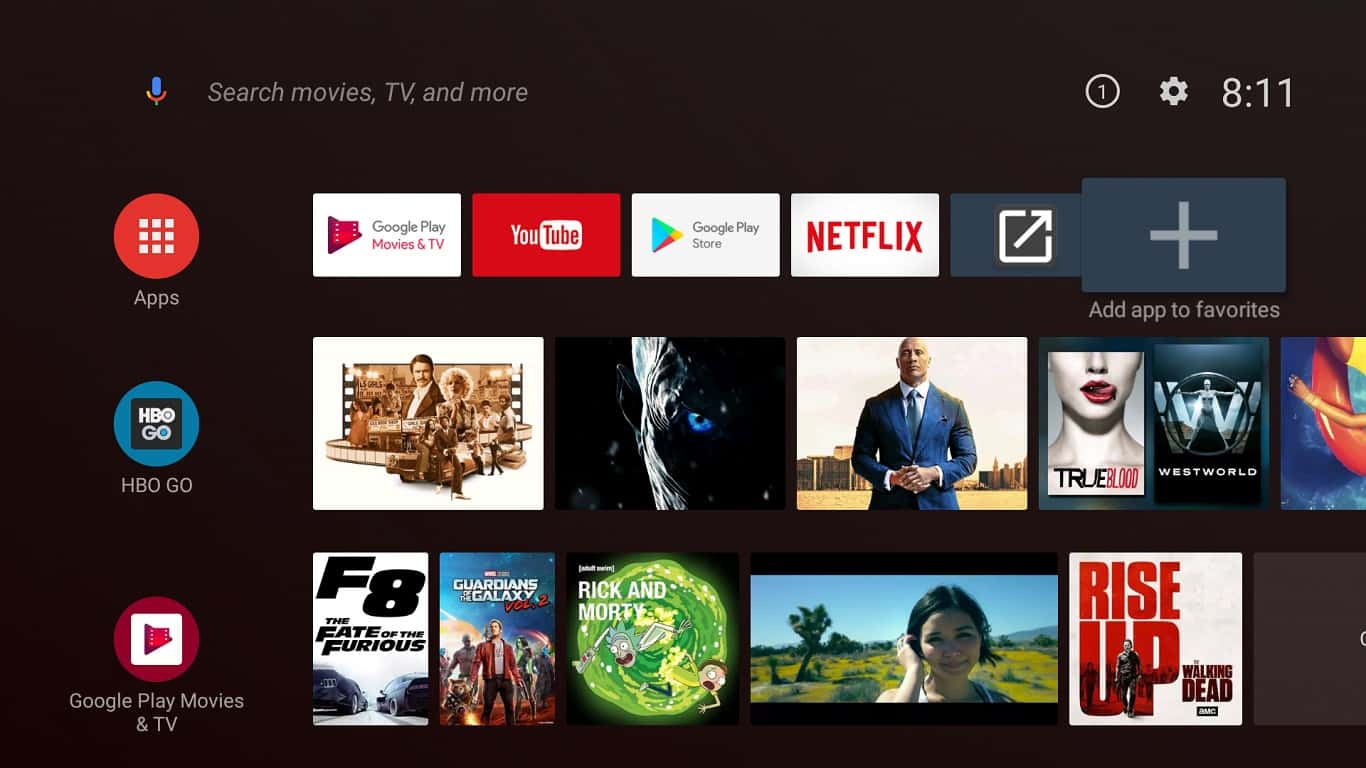 Search movies, TV, and more
1
8:11
Google Play
Movies & TV
YouTube
Google Play
Store
NETFLIX
Add app to favorites
Apps
HBO
GO
HBO GO
TRUEBLOOD
WESTWORLD
F8
THE
FATE OF THE
FURIOUS
MARVEL
GUARDIANS
OF THE GALAXY
VOL. 2
[adult swim]
RICK AND
MORTY
RISE
UP
THE
WALKING
DEAD
AMC
Google Play Movies
& TV